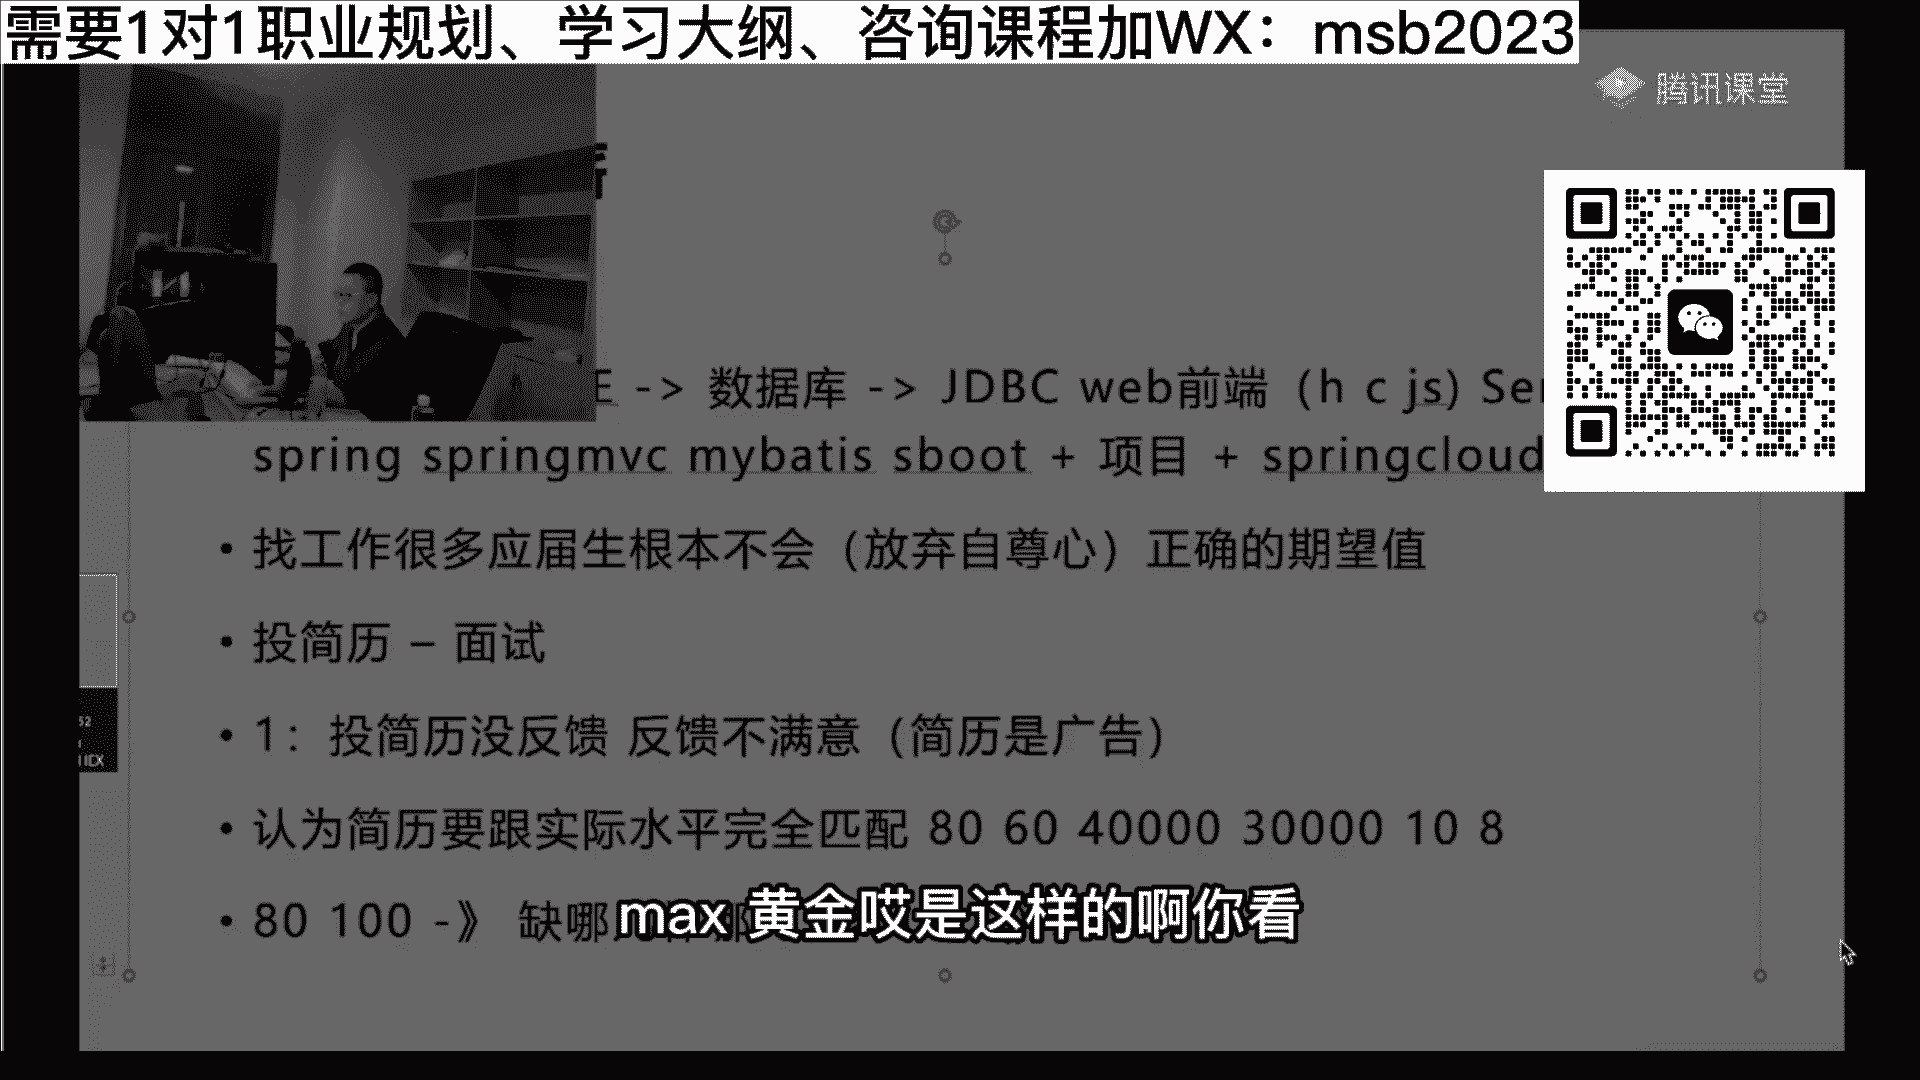 需要1对1职业规划、学习大纲、咨询课程加WX：msb2023
腾讯课堂
E -> 数据库 -> JDBC web前端（h c js) Ser
spring springmvc mybatis sboot + 项目 + springcloud
• 找工作很多应届生根本不会（放弃自尊心）正确的期望值
• 投简历 – 面试
• 1：投简历没反馈 反馈不满意（简历是广告）
• 认为简历要跟实际水平完全匹配 80 60 40000 30000 10 8
• 80 100 -》 缺哪
max 黄金哎是这样的啊你看